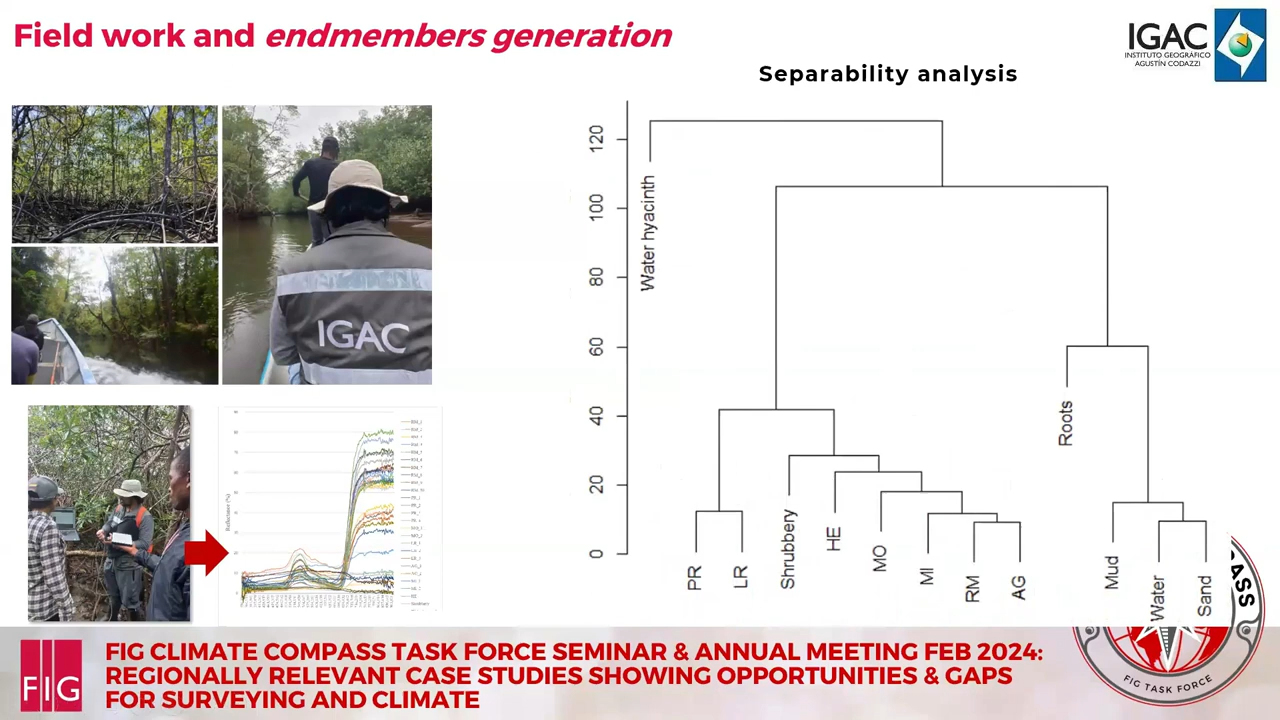 Field work and endmembers generation
IGAC
INSTITUTO GEOGRÁFICO
AGUSTÍN CODAZZI
Separability analysis
120
100
80
60
40
20
0
Water hyacinth
Roots
PR
LR
Shrubbery
HE
MO
MI
RM
AG
Mud
Water
Sand
IGAC
Reflectance (%)
FIG
FIG CLIMATE COMPASS TASK FORCE SEMINAR & ANNUAL MEETING FEB 2024:
REGIONALLY RELEVANT CASE STUDIES SHOWING OPPORTUNITIES & GAPS
FOR SURVEYING AND CLIMATE
FIG TASK FORCE